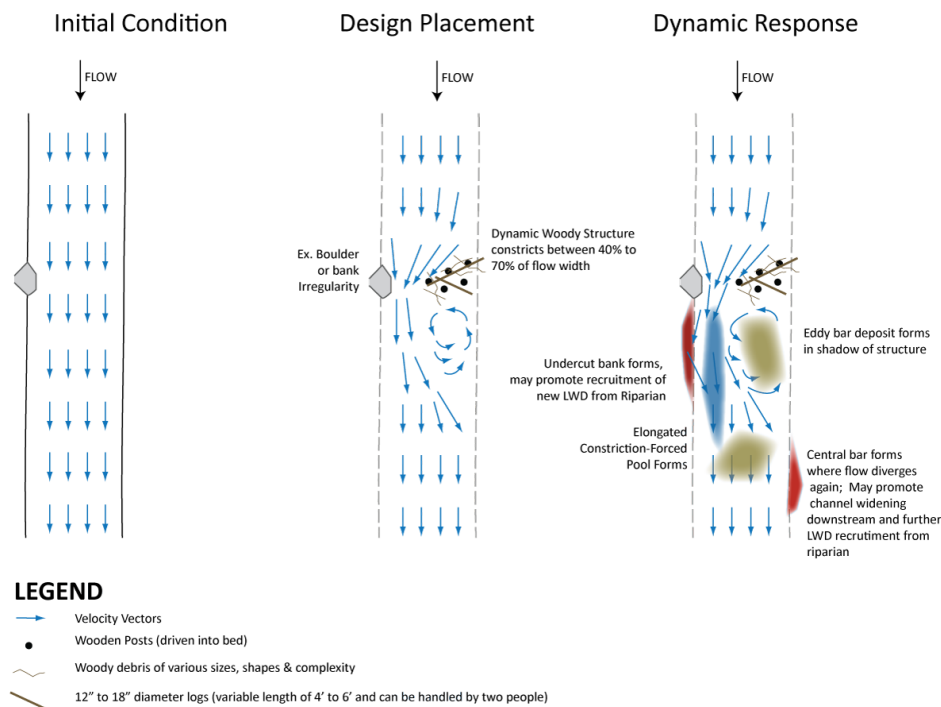 Initial Condition
Design Placement
Dynamic Response
FLOW
FLOW
FLOW
Ex. Boulder
or bank
Irregularity
Dynamic Woody Structure
constricts between 40% to
70% of flow width
Undercut bank forms,
may promote recruitment of
new LWD from Riparian
Elongated
Constriction-Forced
Pool Forms
Eddy bar deposit forms
in shadow of structure
Central bar forms
where flow diverges
again; May promote
channel widening
downstream and further
LWD recrutiment from
riparian
LEGEND
Velocity Vectors
Wooden Posts (driven into bed)
Woody debris of various sizes, shapes & complexity
12” to 18” diameter logs (variable length of 4’ to 6’ and can be handled by two people)